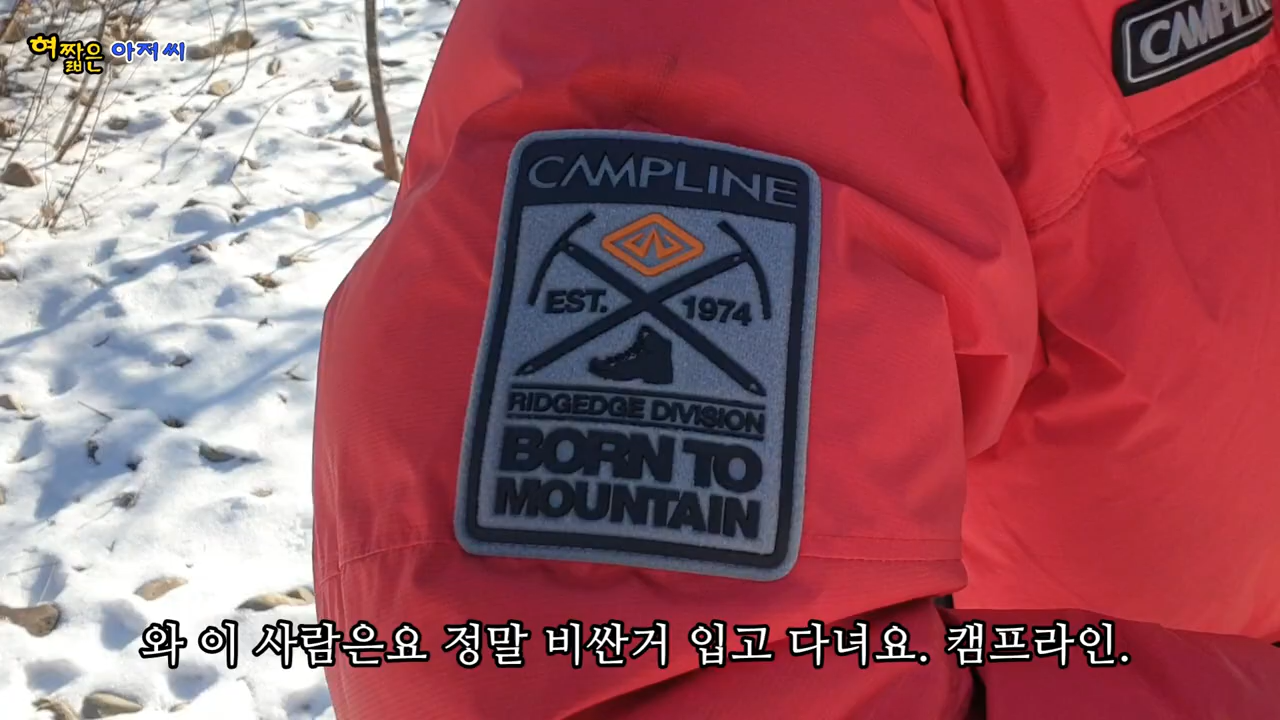 혀짧은 아저씨
CAMPLIN
CAMPLINE
EST. 1974
RIDGEDGE DIVISION
BORN TO
MOUNTAIN
와 이 사람은요 정말 비싼거 입고 다녀요. 캠프라인.